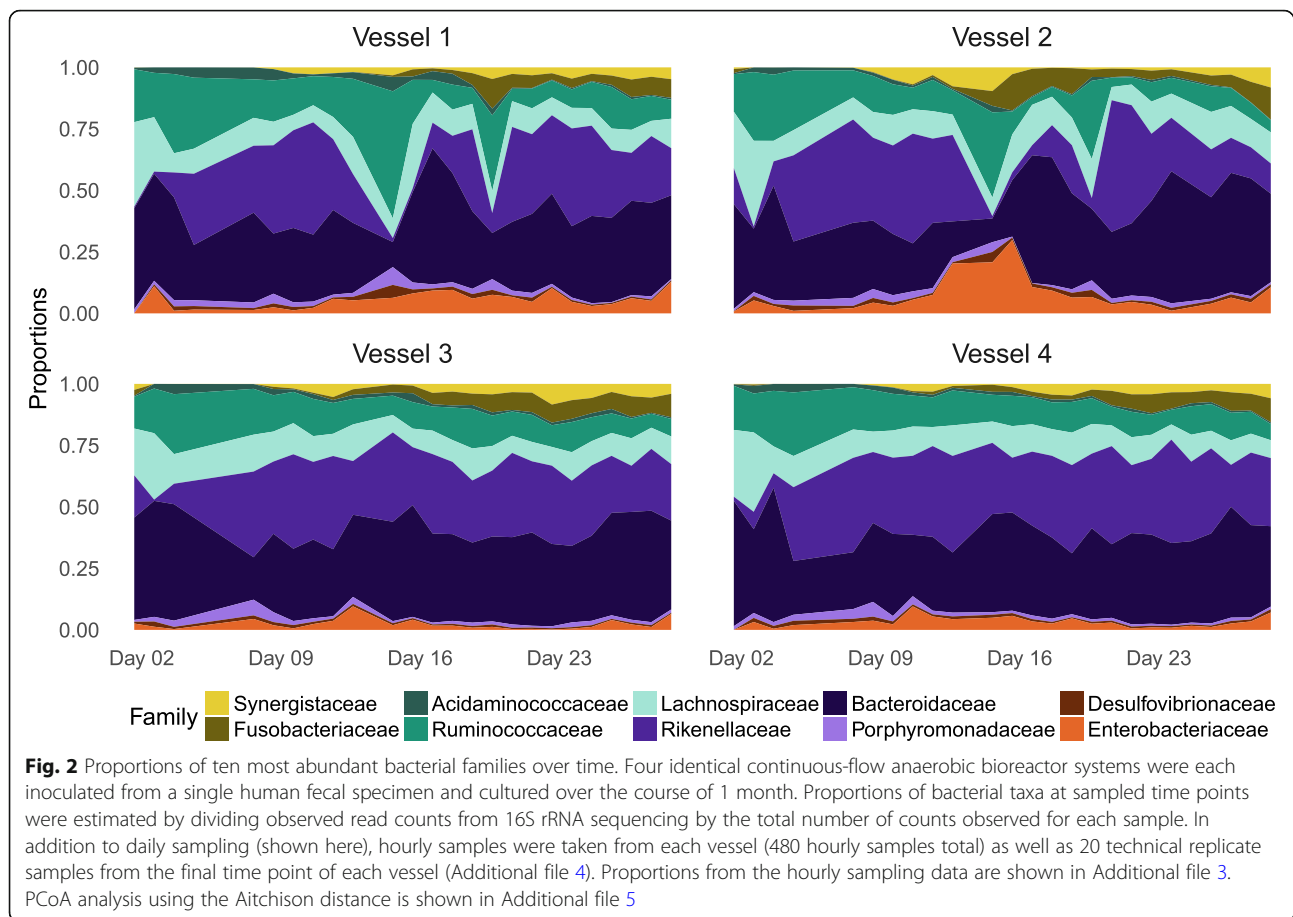 Vessel 1
Vessel 2
1.00
0.75
0.50
0.25
0.00
Vessel 3
Vessel 4
1.00
0.75
0.50
0.25
0.00
Proportions
Day 02 Day 09 Day 16 Day 23
Day 02 Day 09 Day 16 Day 23
Family
Synergistaceae Acidaminococcaceae Lachnospiraceae Bacteroidaceae Desulfovibrionaceae
Fusobacteriaceae Ruminococcaceae Rikenellaceae Porphyromonadaceae Enterobacteriaceae
Fig. 2 Proportions of ten most abundant bacterial families over time. Four identical continuous-flow anaerobic bioreactor systems were each
inoculated from a single human fecal specimen and cultured over the course of 1 month. Proportions of bacterial taxa at sampled time points
were estimated by dividing observed read counts from 16S rRNA sequencing by the total number of counts observed for each sample. In
addition to daily sampling (shown here), hourly samples were taken from each vessel (480 hourly samples total) as well as 20 technical replicate
samples from the final time point of each vessel (Additional file 4). Proportions from the hourly sampling data are shown in Additional file 3.
PCoA analysis using the Aitchison distance is shown in Additional file 5